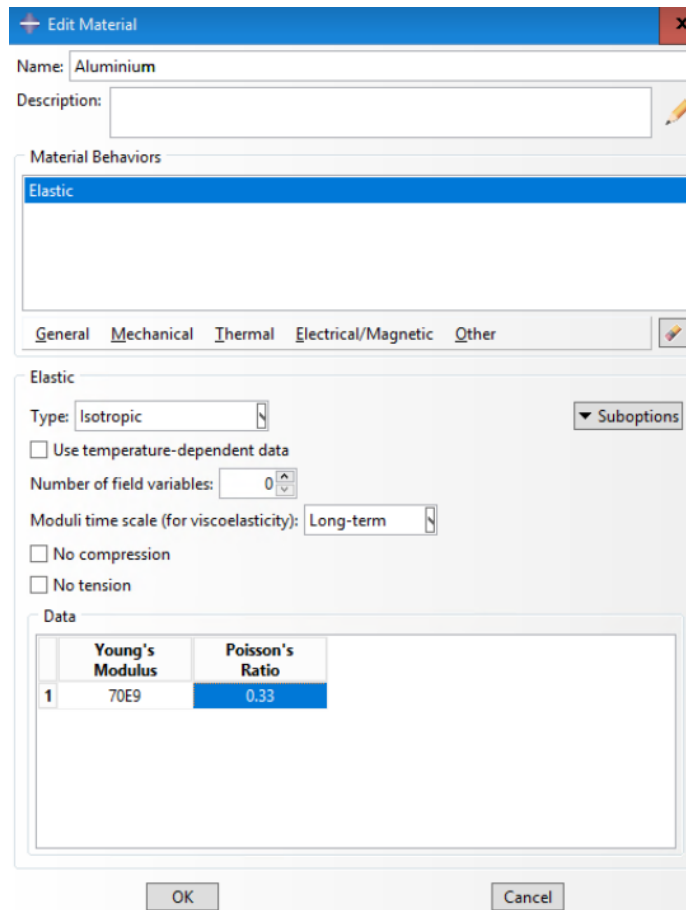 Edit Material
x
Name: Aluminium
Description:
Material Behaviors
Elastic
General Mechanical Thermal Electrical/Magnetic Other
Elastic
Type: Isotropic Suboptions
Use temperature-dependent data
Number of field variables: 0
Moduli time scale (for viscoelasticity): Long-term
No compression
No tension
Data
Young's Poisson's
Modulus Ratio
1 70E9 0.33
OK Cancel